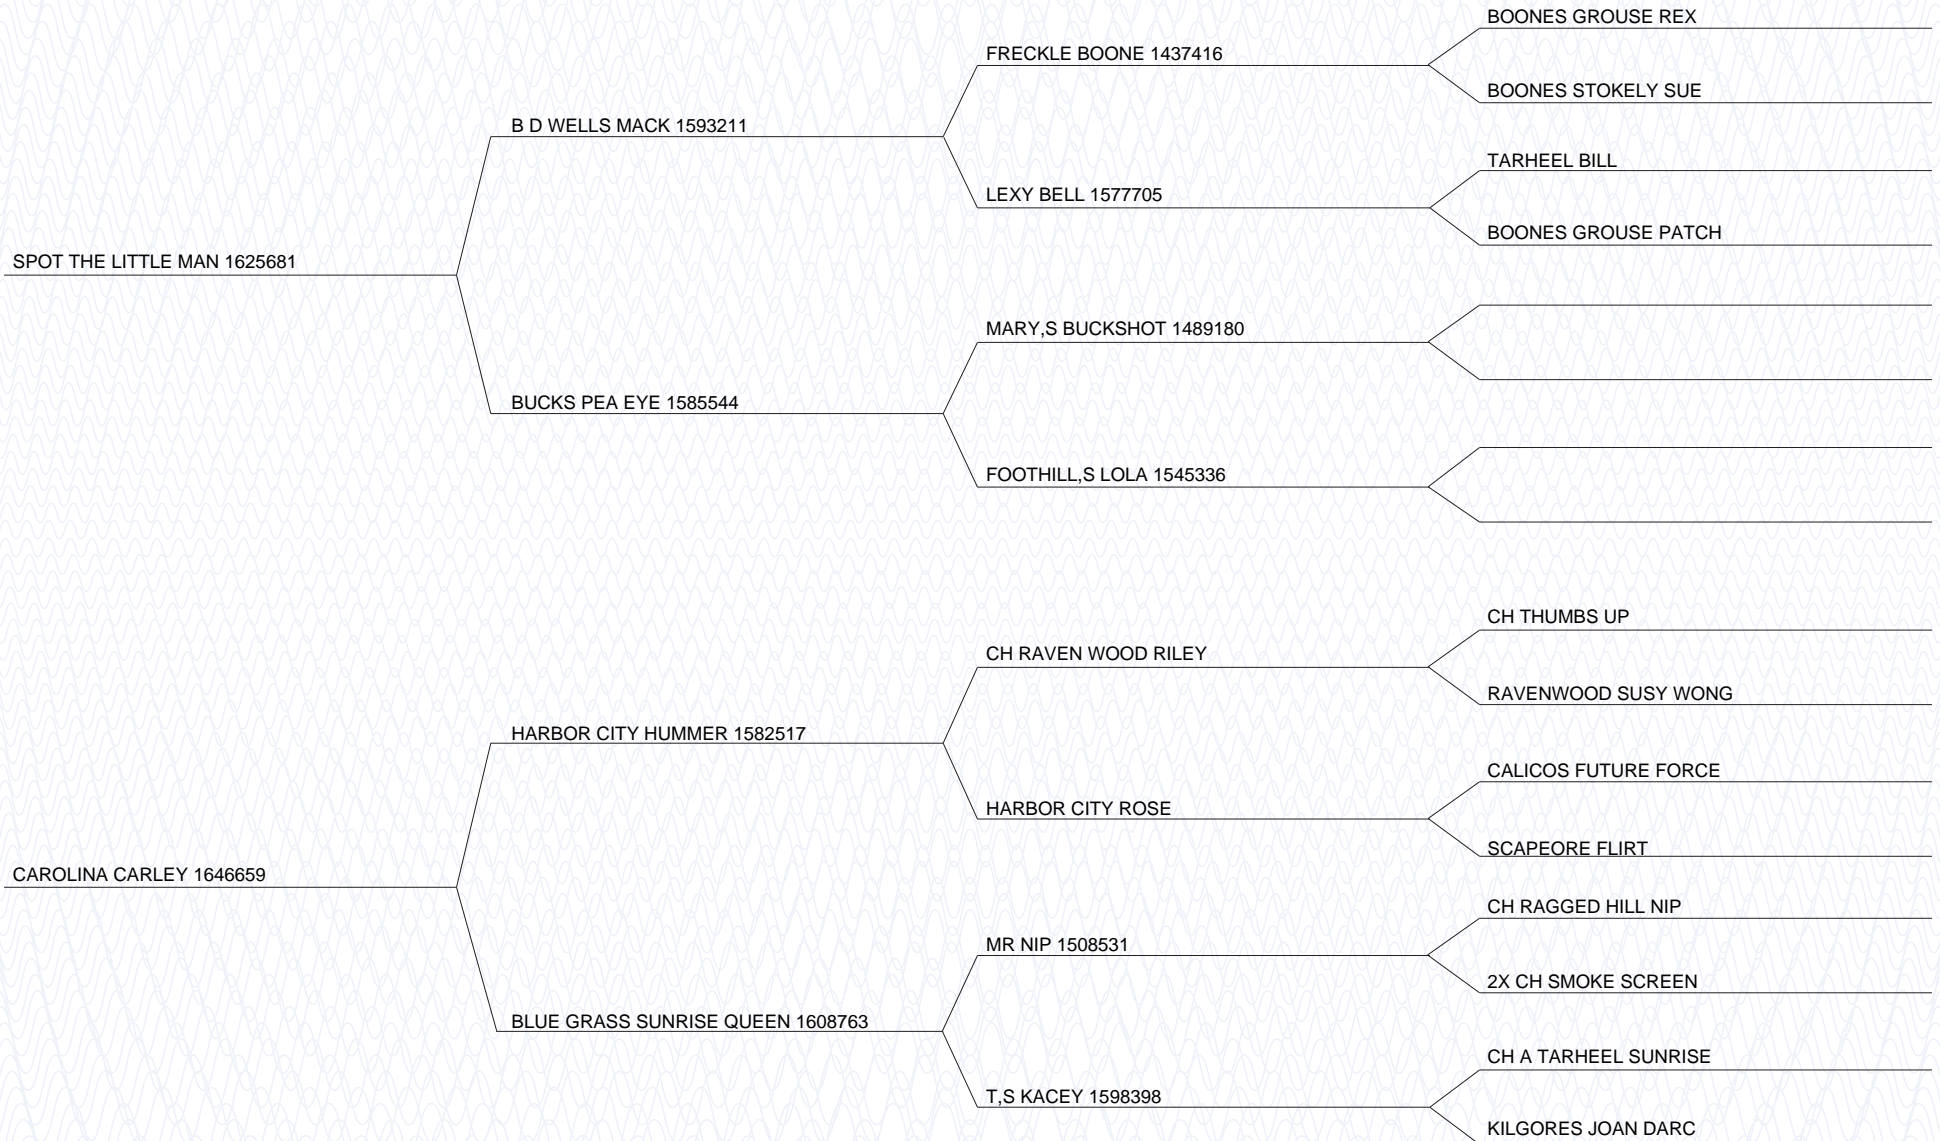 BOONES GROUSE REX
FRECKLE BOONE 1437416
BOONES STOKELY SUE
B D WELLS MACK 1593211
TARHEEL BILL
LEXY BELL 1577705
BOONES GROUSE PATCH
SPOT THE LITTLE MAN 1625681
MARY,S BUCKSHOT 1489180
BUCKS PEA EYE 1585544
FOOTHILL,S LOLA 1545336
CH THUMBS UP
CH RAVEN WOOD RILEY
RAVENWOOD SUSY WONG
HARBOR CITY HUMMER 1582517
CALICOS FUTURE FORCE
HARBOR CITY ROSE
SCAPEORE FLIRT
CAROLINA CARLEY 1646659
CH RAGGED HILL NIP
MR NIP 1508531
2X CH SMOKE SCREEN
BLUE GRASS SUNRISE QUEEN 1608763
CH A TARHEEL SUNRISE
T,S KACEY 1598398
KILGORES JOAN DARC